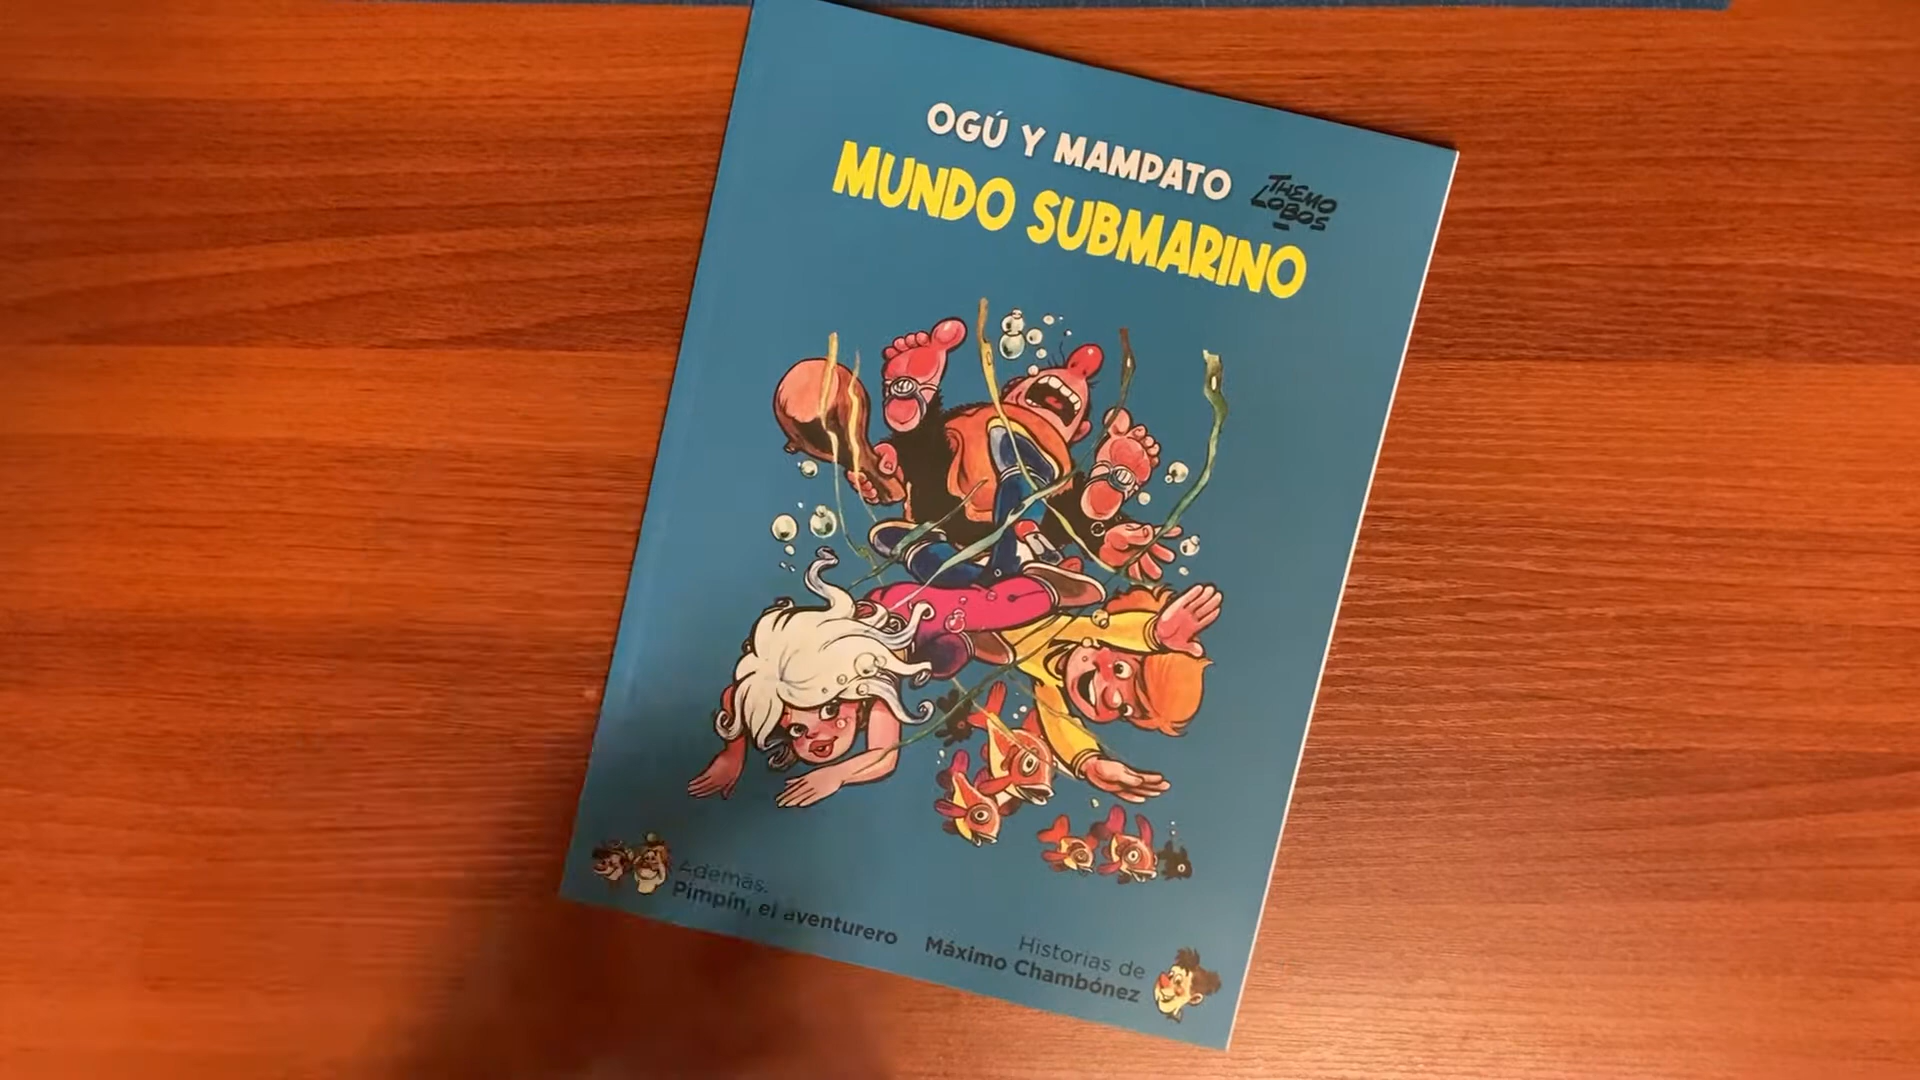 OGÚ Y MAMPATO
MUNDO SUBMARINO
THEMO
LOBOS
Además,
Pimpín, el aventurero
Historias de
Máximo Chambónez